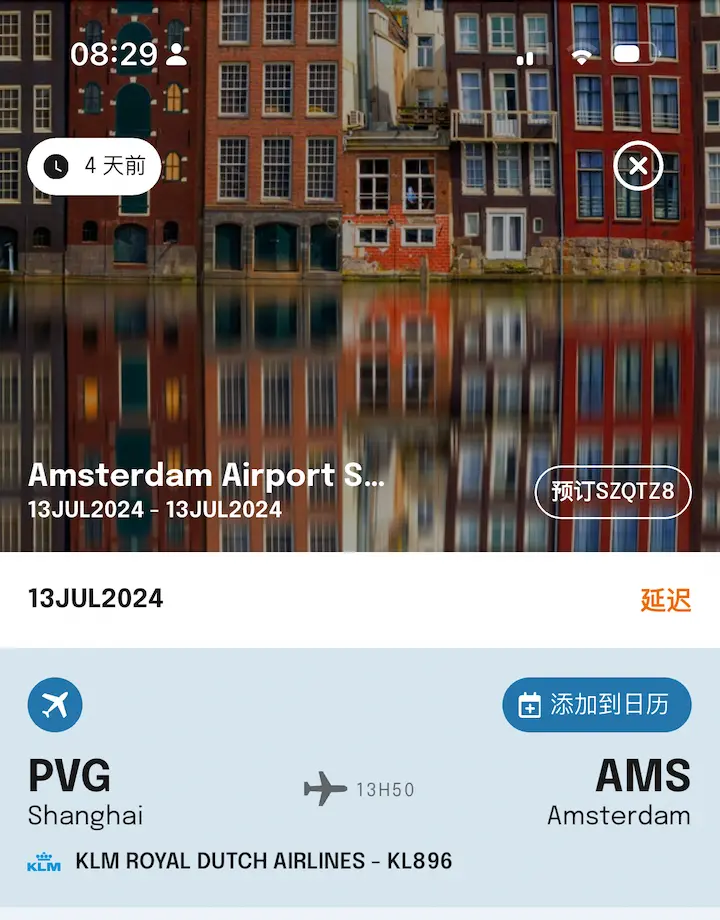 08:29
4 天前
Amsterdam Airport S...
13JUL2024 - 13JUL2024
预订SZQTZ8
13JUL2024
延迟
添加到日历
PVG
Shanghai
13H50
AMS
Amsterdam
KLM
KLM ROYAL DUTCH AIRLINES - KL896